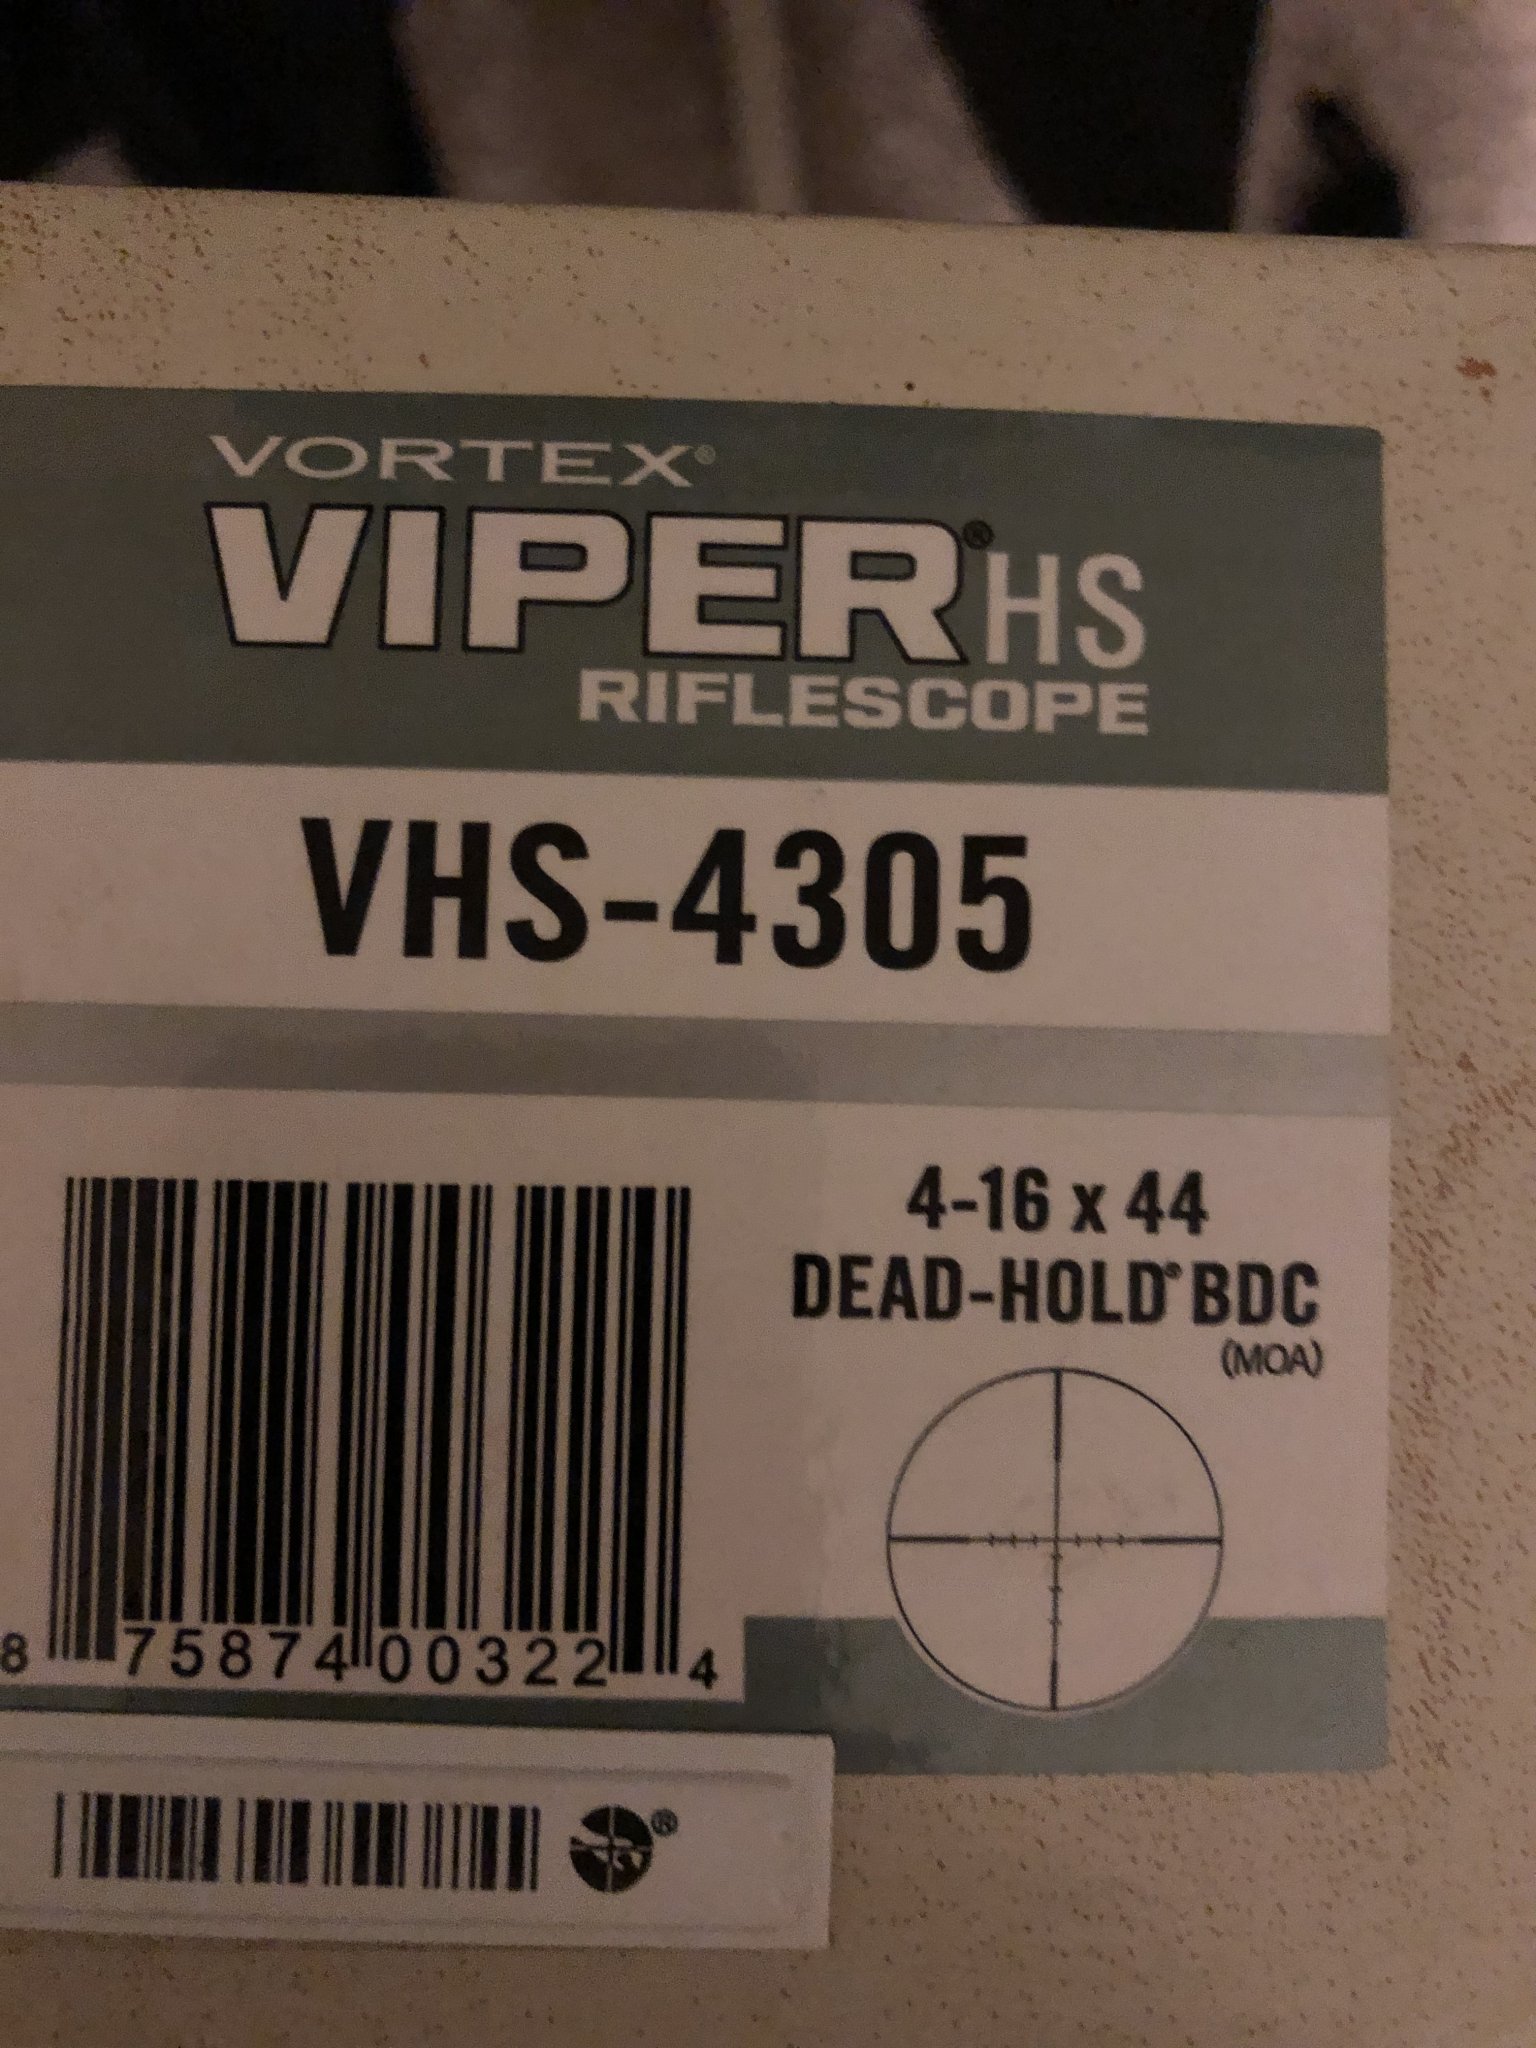 VORTEX®
VIPER® HS
RIFLESCOPE
VHS-4305
4-16 x 44
DEAD-HOLD® BDC
(MOA)
8 75874 00322 4
®